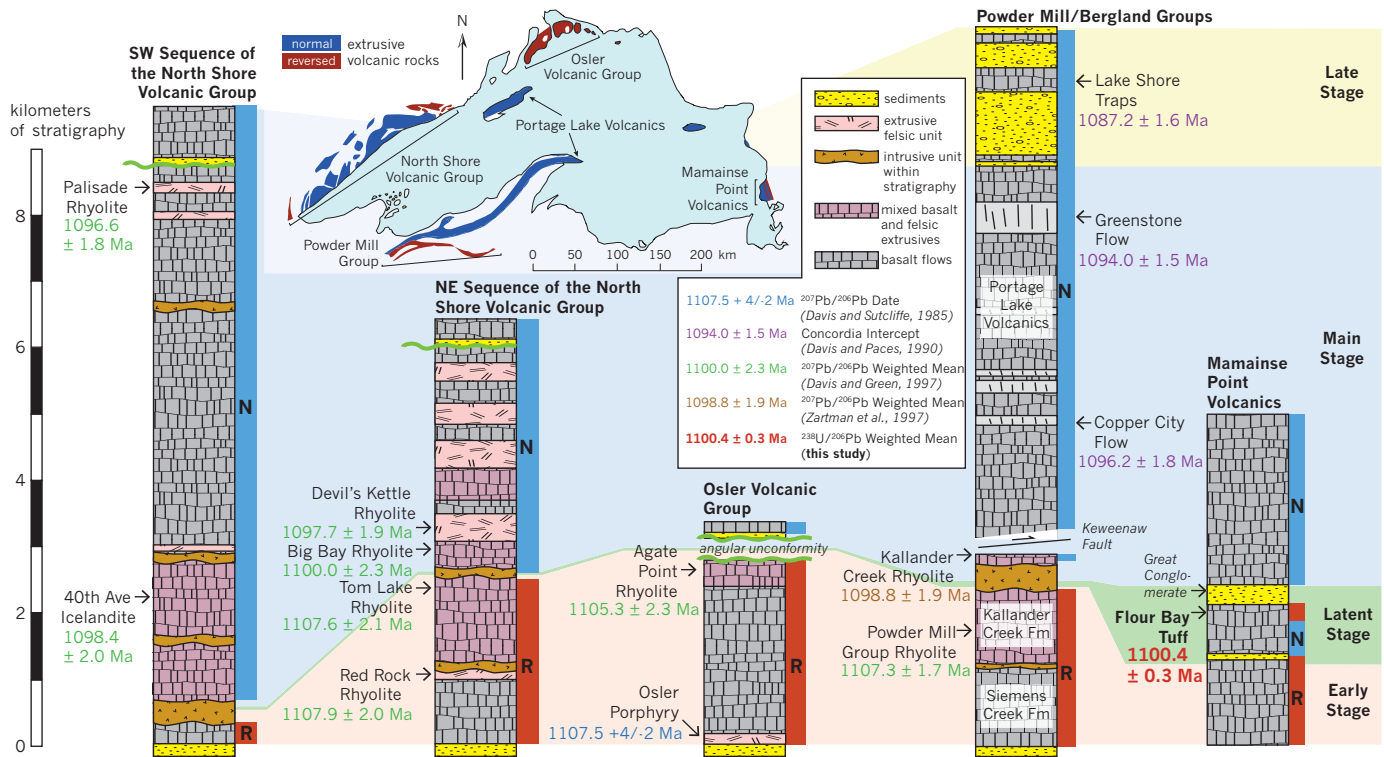 Powder Mill/Bergland Groups
N
normal extrusive
reversed volcanic rocks
Osler
Volcanic Group
Portage Lake Volcanics
North Shore
Volcanic Group
Mamainse
Point
Volcanics
Powder Mill
Group
0 50 100 150 200 km
SW Sequence of
the North Shore
Volcanic Group
kilometers
of stratigraphy
8
6
4
2
0
Palisade
Rhyolite
1096.6
± 1.8 Ma
40th Ave
Icelandite
1098.4
± 2.0 Ma
N
R
NE Sequence of the North
Shore Volcanic Group
Devil's Kettle
Rhyolite
1097.7 ± 1.9 Ma
Big Bay Rhyolite
1100.0 ± 2.3 Ma
Tom Lake
Rhyolite
1107.6 ± 2.1 Ma
Red Rock
Rhyolite
1107.9 ± 2.0 Ma
N
R
sediments
extrusive
felsic unit
intrusive unit
within
stratigraphy
mixed basalt
and felsic
extrusives
basalt flows
1107.5 + 4/-2 Ma 207Pb/206Pb Date
(Davis and Sutcliffe, 1985)
1094.0 ± 1.5 Ma Concordia Intercept
(Davis and Paces, 1990)
1100.0 ± 2.3 Ma 207Pb/206Pb Weighted Mean
(Davis and Green, 1997)
1098.8 ± 1.9 Ma 207Pb/206Pb Weighted Mean
(Zartman et al., 1997)
1100.4 ± 0.3 Ma 238U/206Pb Weighted Mean
(this study)
Osler Volcanic
Group
angular unconformity
Agate
Point
Rhyolite
1105.3 ± 2.3 Ma
Osler
Porphyry
1107.5 +4/-2 Ma
R
Lake Shore
Traps
1087.2 ± 1.6 Ma
Greenstone
Flow
1094.0 ± 1.5 Ma
Portage
Lake
Volcanics
N
Copper City
Flow
1096.2 ± 1.8 Ma
Keweenaw
Fault
Kallander
Creek Rhyolite
1098.8 ± 1.9 Ma
Kallander
Creek Fm
Powder Mill
Group Rhyolite
1107.3 ± 1.7 Ma
Siemens
Creek Fm
R
Mamainse
Point
Volcanics
Great
Conglo-
merate
Flour Bay
Tuff
1100.4
± 0.3 Ma
N
N
R
Late
Stage
Main
Stage
Latent
Stage
Early
Stage